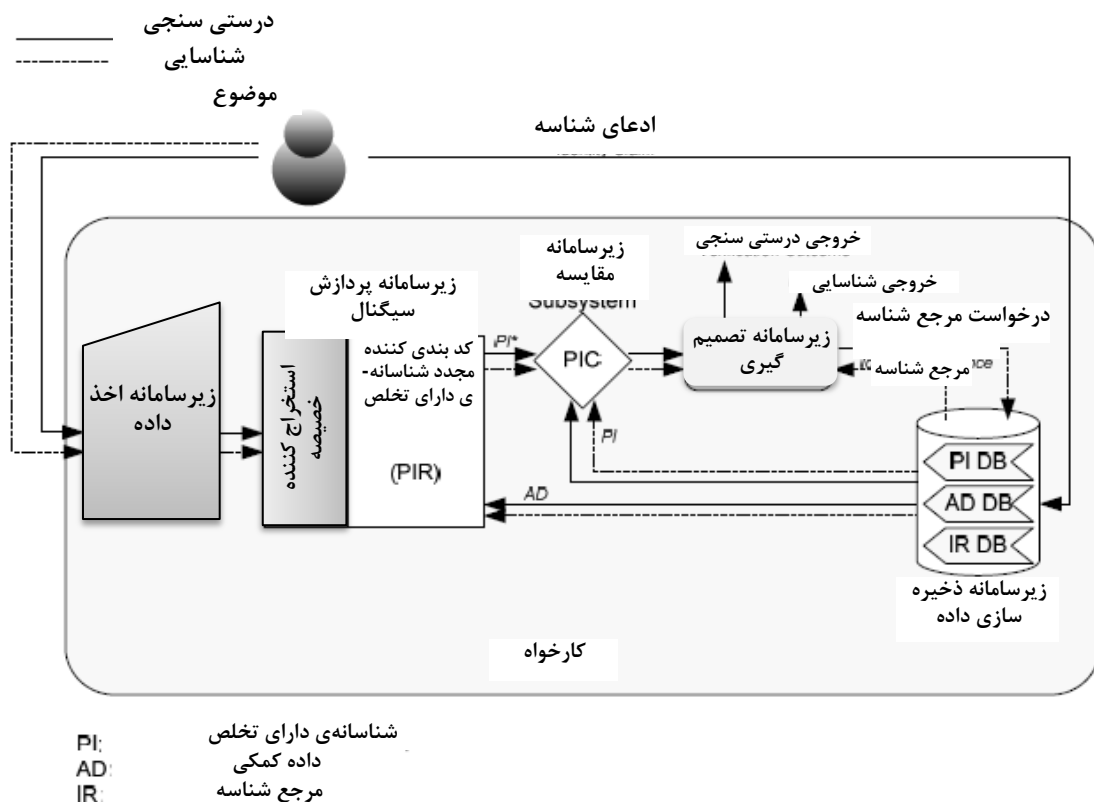 درستی سنجی
شناسایی
موضوع
ادعای شناسه
خروجی درستی سنجی
زیرسامانه
مقایسه
Subsystem
خروجی شناسایی
زیرسامانه پردازش
سیگنال
درخواست مرجع شناسه
زیرسامانه تصمیم
گیری
مرجع شناسه
PI*
PIC
کد بندی کننده
مجدد شناسانه-
ی دارای تخلص
(PIR)
استخراج کننده
خصیصه
زیرسامانه اخذ
داده
PI
AD
PI DB
AD DB
IR DB
زیرسامانه ذخیره
سازی داده
کارخواه
PI: شناسانه‌ی دارای تخلص
AD: داده کمکی
IR: مرجع شناسه